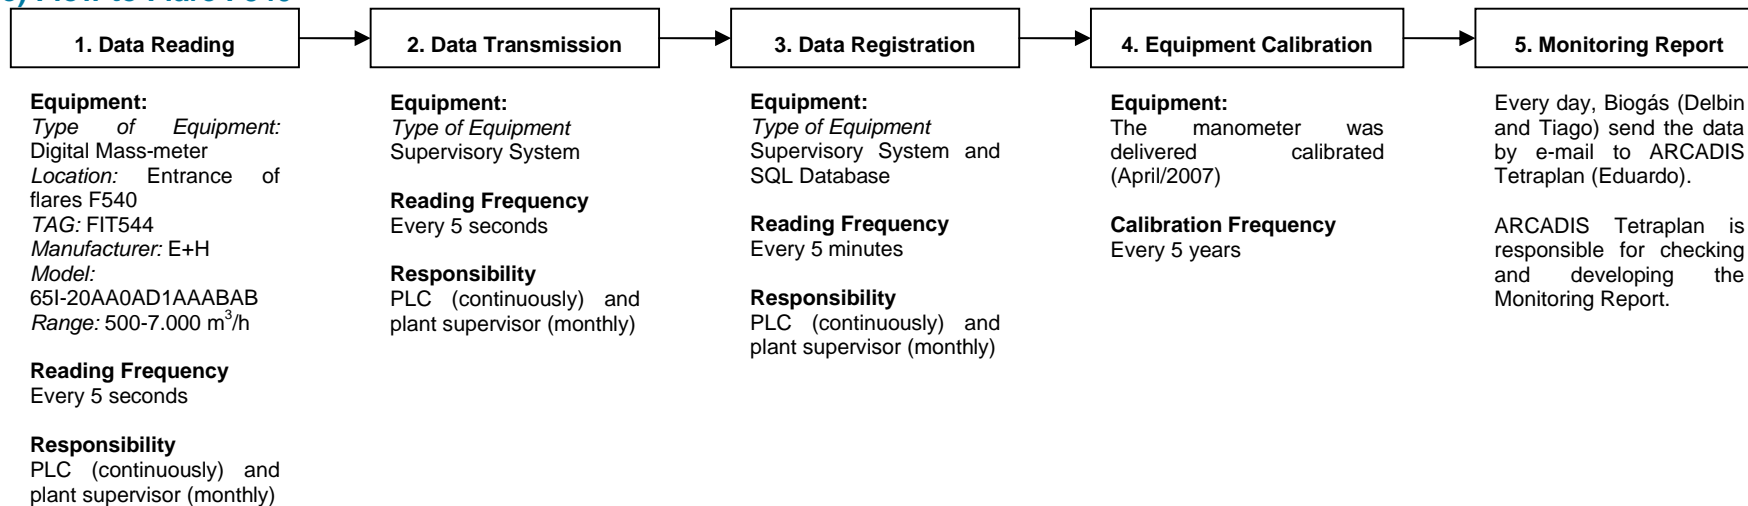 1. Data Reading
2. Data Transmission
3. Data Registration
4. Equipment Calibration
5. Monitoring Report
Equipment:
Type of Equipment:
Digital Mass-meter
Location: Entrance of
flares F540
TAG: FIT544
Manufacturer: E+H
Model:
65I-20AA0AD1AAABAB
Range: 500-7.000 m³/h
Reading Frequency
Every 5 seconds
Responsibility
PLC (continuously) and
plant supervisor (monthly)
Equipment:
Type of Equipment
Supervisory System
Reading Frequency
Every 5 seconds
Responsibility
PLC (continuously) and
plant supervisor (monthly)
Equipment:
Type of Equipment
Supervisory System and
SQL Database
Reading Frequency
Every 5 minutes
Responsibility
PLC (continuously) and
plant supervisor (monthly)
Equipment:
The manometer was
delivered calibrated
(April/2007)
Calibration Frequency
Every 5 years
Every day, Biogás (Delbin
and Tiago) send the data
by e-mail to ARCADIS
Tetraplan (Eduardo).
ARCADIS Tetraplan is
responsible for checking
and developing the
Monitoring Report.